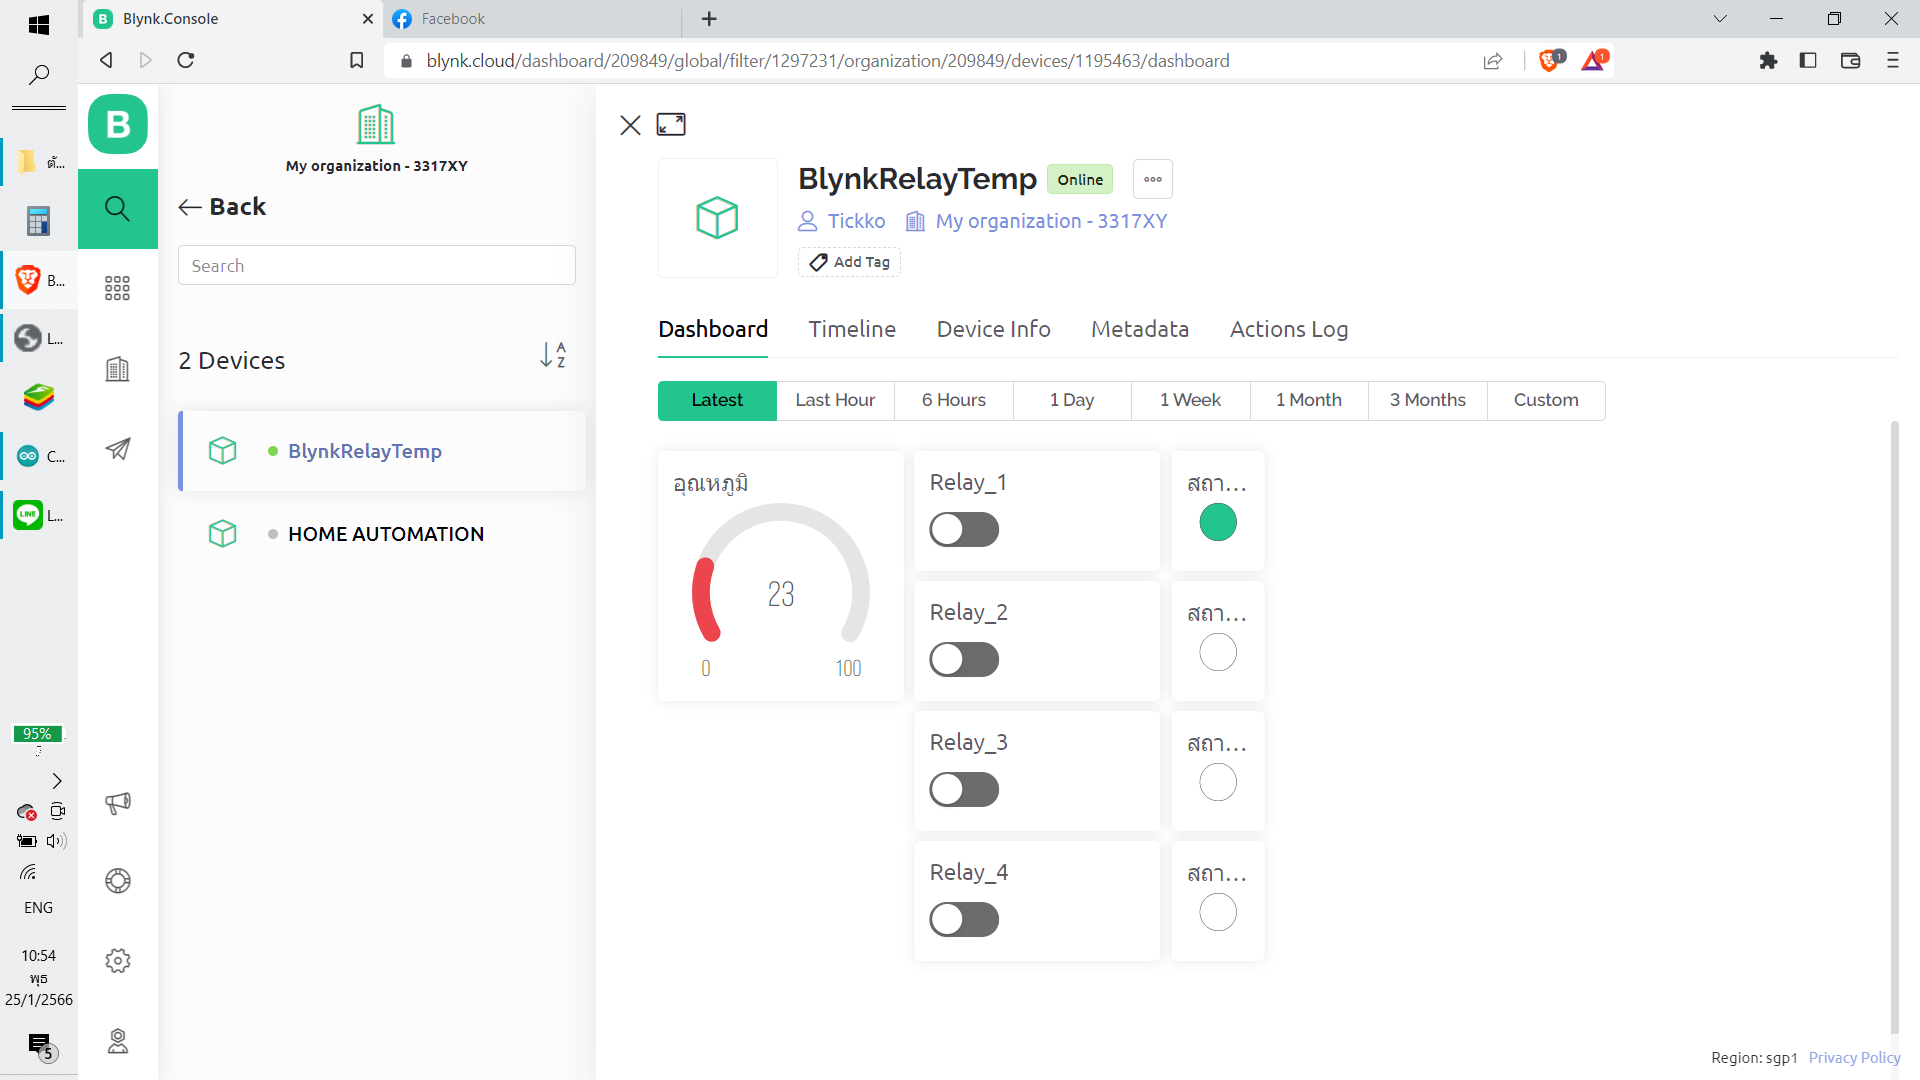 Blynk.Console
Facebook
blynk.cloud/dashboard/209849/global/filter/1297231/organization/209849/devices/1195463/dashboard
1
1
B
My organization - 3317XY
Back
Search
2 Devices
A
Z
BlynkRelayTemp
HOME AUTOMATION
BlynkRelayTemp
Online
Tickko
My organization - 3317XY
Add Tag
Dashboard
Timeline
Device Info
Metadata
Actions Log
Latest
Last Hour
6 Hours
1 Day
1 Week
1 Month
3 Months
Custom
อุณหภูมิ
23
0
100
Relay_1
สถา...
Relay_2
สถา...
Relay_3
สถา...
Relay_4
สถา...
Region: sgp1
Privacy Policy
ตั...
B...
L...
C...
LINE
L...
95%
ENG
10:54
พุธ
25/1/2566
5